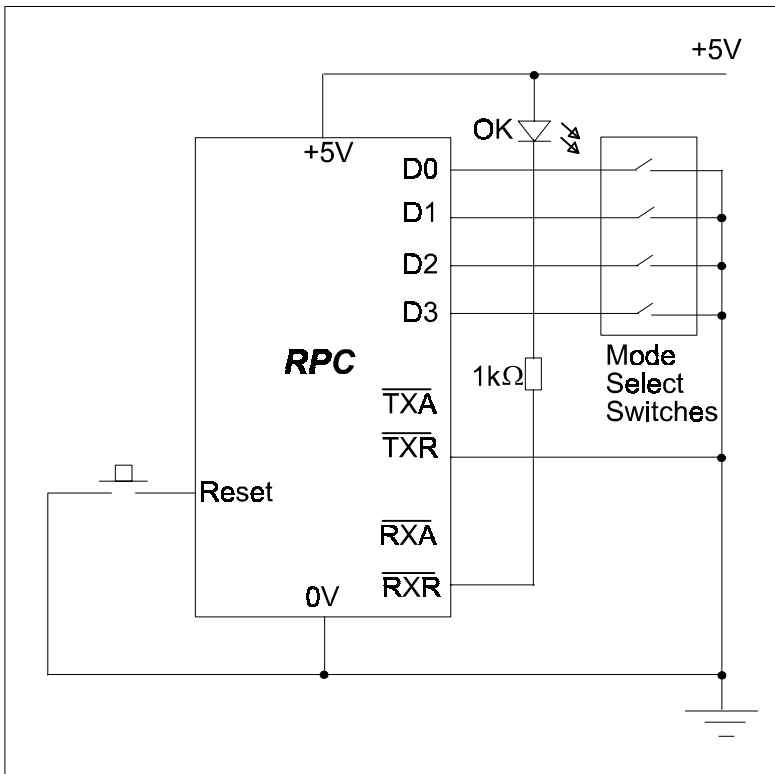 +5V
OK
+5V
D0
D1
D2
D3
RPC
Mode
Select
Switches
1kΩ
TXA
TXR
Reset
RXA
RXR
0V